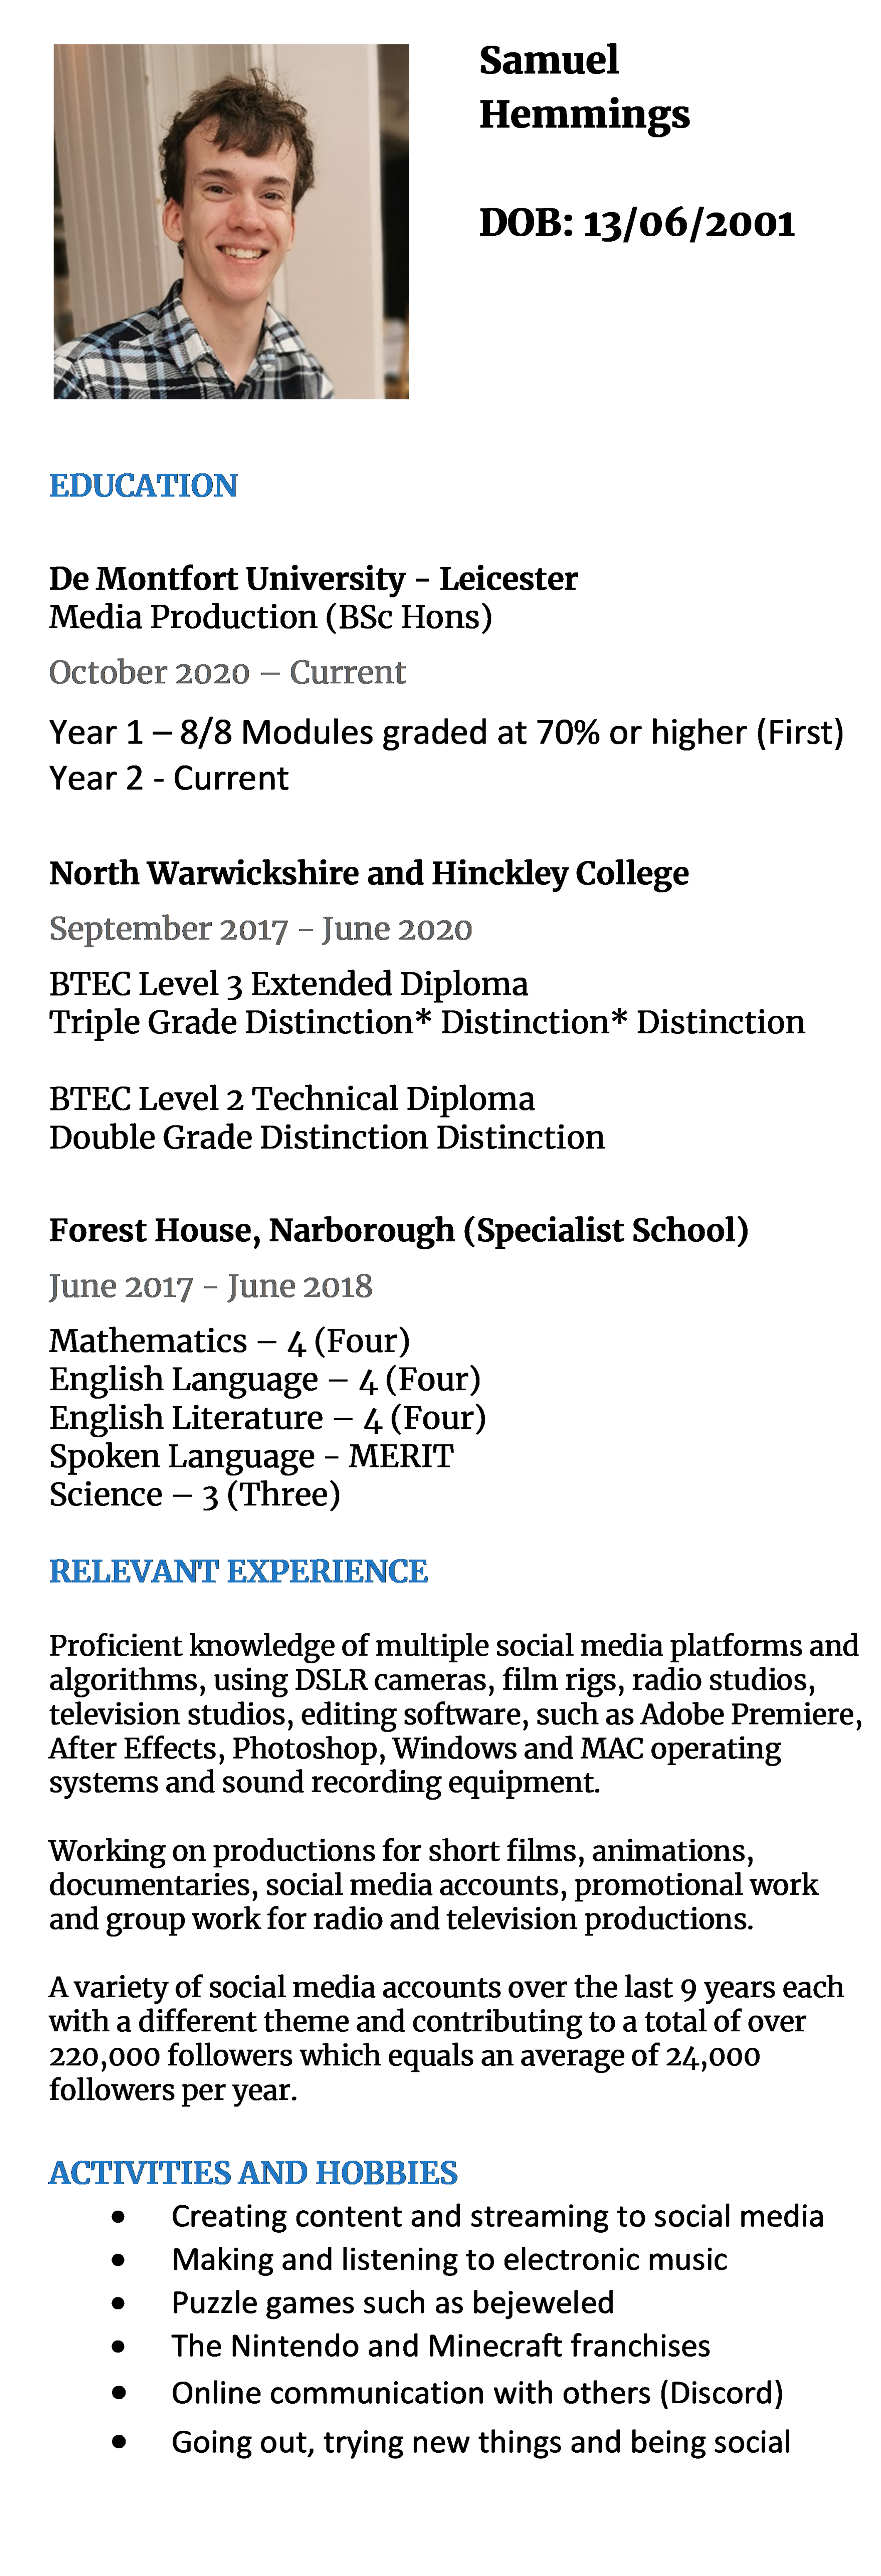 Samuel
Hemmings
DOB: 13/06/2001
EDUCATION
De Montfort University - Leicester
Media Production (BSc Hons)
October 2020 – Current
Year 1 – 8/8 Modules graded at 70% or higher (First)
Year 2 - Current
North Warwickshire and Hinckley College
September 2017 - June 2020
BTEC Level 3 Extended Diploma
Triple Grade Distinction* Distinction* Distinction
BTEC Level 2 Technical Diploma
Double Grade Distinction Distinction
Forest House, Narborough (Specialist School)
June 2017 - June 2018
Mathematics – 4 (Four)
English Language – 4 (Four)
English Literature – 4 (Four)
Spoken Language - MERIT
Science – 3 (Three)
RELEVANT EXPERIENCE
Proficient knowledge of multiple social media platforms and
algorithms, using DSLR cameras, film rigs, radio studios,
television studios, editing software, such as Adobe Premiere,
After Effects, Photoshop, Windows and MAC operating
systems and sound recording equipment.
Working on productions for short films, animations,
documentaries, social media accounts, promotional work
and group work for radio and television productions.
A variety of social media accounts over the last 9 years each
with a different theme and contributing to a total of over
220,000 followers which equals an average of 24,000
followers per year.
ACTIVITIES AND HOBBIES
• Creating content and streaming to social media
• Making and listening to electronic music
• Puzzle games such as bejeweled
• The Nintendo and Minecraft franchises
• Online communication with others (Discord)
• Going out, trying new things and being social